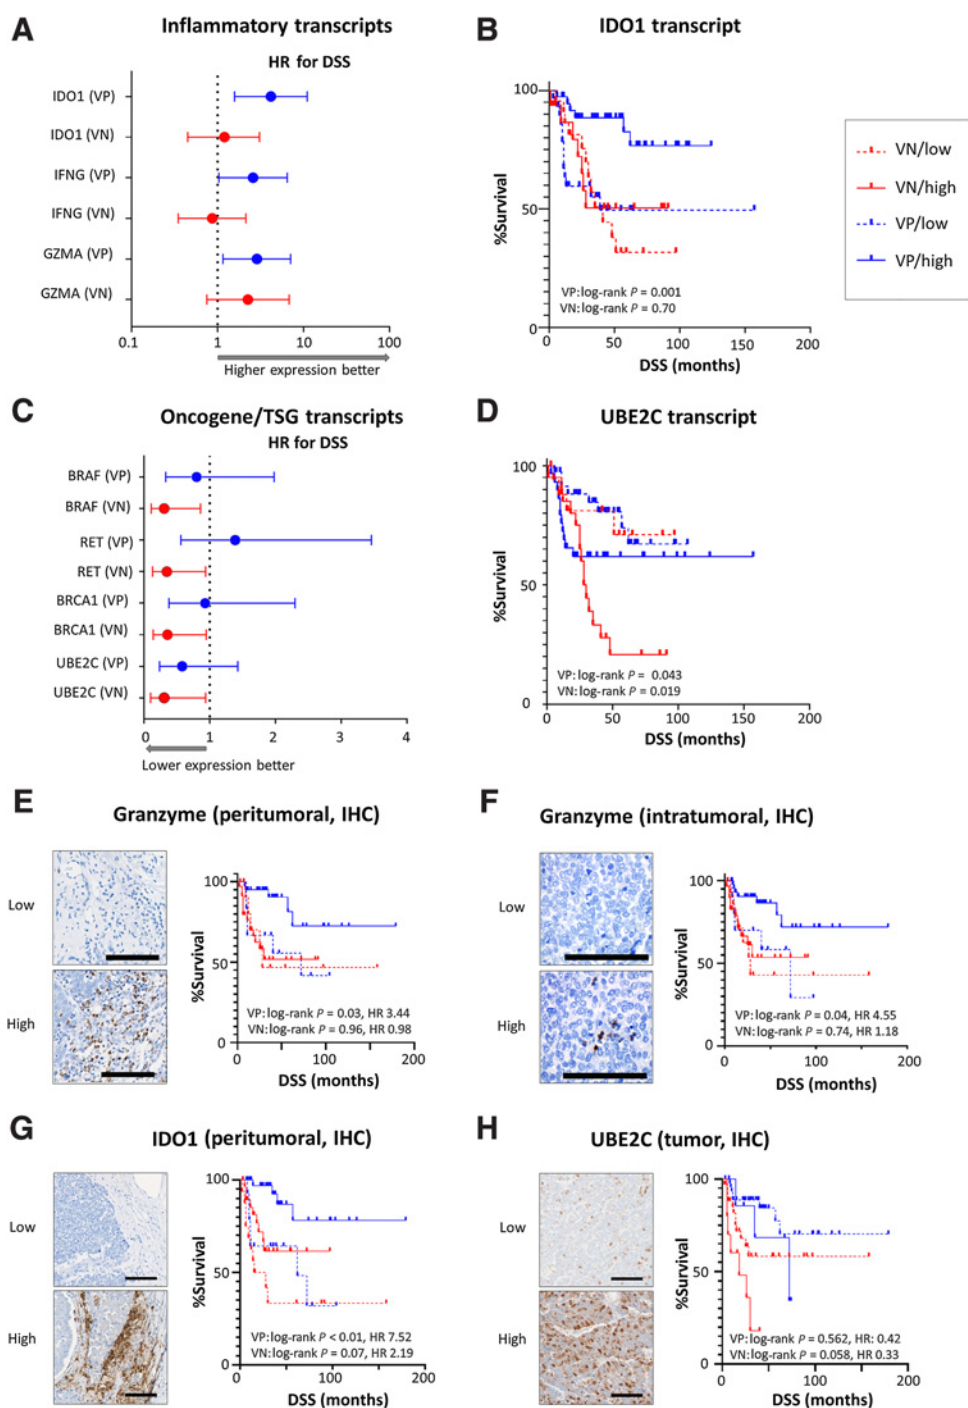 A
Inflammatory transcripts
HR for DSS
IDO1 (VP)
IDO1 (VN)
IFNG (VP)
IFNG (VN)
GZMA (VP)
GZMA (VN)
0.1
1
10
100
Higher expression better
B
IDO1 transcript
100
50
0
%Survival
VP: log-rank P = 0.001
VN: log-rank P = 0.70
0
50
100
150
200
DSS (months)
VN/low
VN/high
VP/low
VP/high
C
Oncogene/TSG transcripts
HR for DSS
BRAF (VP)
BRAF (VN)
RET (VP)
RET (VN)
BRCA1 (VP)
BRCA1 (VN)
UBE2C (VP)
UBE2C (VN)
0
1
2
3
4
Lower expression better
D
UBE2C transcript
100
50
0
%Survival
VP: log-rank P = 0.043
VN: log-rank P = 0.019
0
50
100
150
200
DSS (months)
E
Granzyme (peritumoral, IHC)
Low
High
100
50
0
%Survival
VP: log-rank P = 0.03, HR 3.44
VN: log-rank P = 0.96, HR 0.98
0
100
200
DSS (months)
F
Granzyme (intratumoral, IHC)
Low
High
100
50
0
%Survival
VP: log-rank P = 0.04, HR 4.55
VN: log-rank P = 0.74, HR 1.18
0
100
200
DSS (months)
G
IDO1 (peritumoral, IHC)
Low
High
100
50
0
%Survival
VP: log-rank P < 0.01, HR 7.52
VN: log-rank P = 0.07, HR 2.19
0
100
200
DSS (months)
H
UBE2C (tumor, IHC)
Low
High
100
50
0
%Survival
VP: log-rank P = 0.562, HR: 0.42
VN: log-rank P = 0.058, HR 0.33
0
100
200
DSS (months)